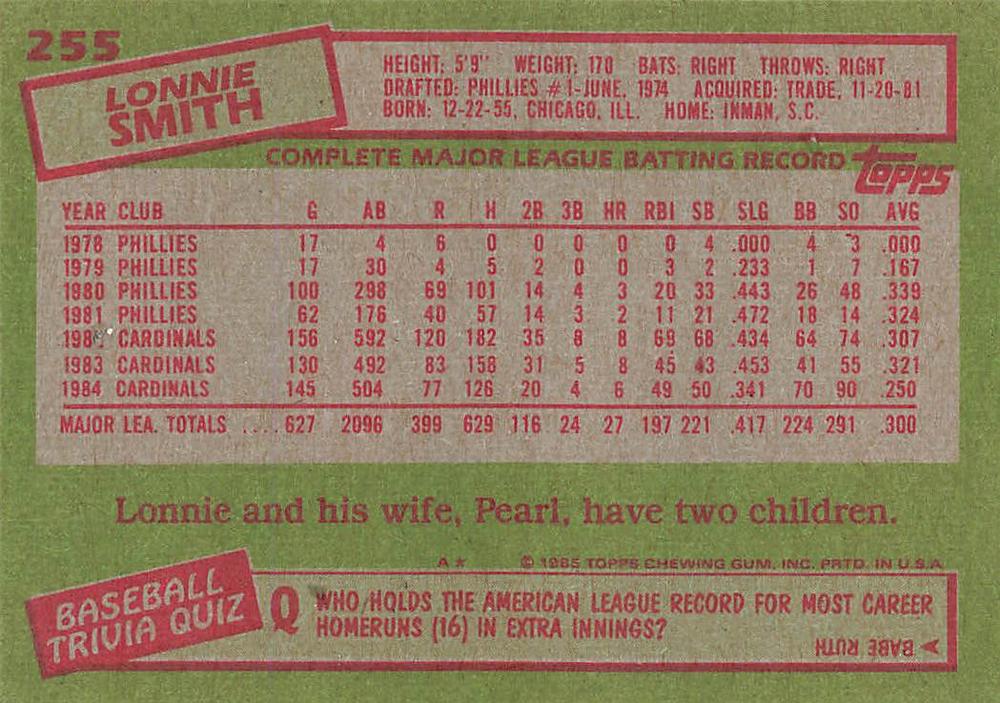 255
LONNIE
SMITH
HEIGHT: 5'9" WEIGHT: 170 BATS: RIGHT THROWS: RIGHT
DRAFTED: PHILLIES #1-JUNE, 1974 ACQUIRED: TRADE, 11-20-81
BORN: 12-22-55, CHICAGO, ILL. HOME: INMAN, S.C.
COMPLETE MAJOR LEAGUE BATTING RECORD topps
YEAR CLUB G AB R H 2B 3B HR RBI SB SLG BB SO AVG
1978 PHILLIES 17 4 6 0 0 0 0 0 4 .000 4 3 .000
1979 PHILLIES 17 30 4 5 2 0 0 3 2 .233 1 7 .167
1980 PHILLIES 100 298 69 101 14 4 3 20 33 .443 26 48 .339
1981 PHILLIES 62 176 40 57 14 3 2 11 21 .472 18 14 .324
1982 CARDINALS 156 592 120 182 35 8 8 69 68 .434 64 74 .307
1983 CARDINALS 130 492 83 158 31 5 8 45 43 .453 41 55 .321
1984 CARDINALS 145 504 77 126 20 4 6 49 50 .341 70 90 .250
MAJOR LEA. TOTALS .... 627 2096 399 629 116 24 27 197 221 .417 224 291 .300
Lonnie and his wife, Pearl, have two children.
A* © 1985 TOPPS CHEWING GUM, INC. PRTD. IN U.S.A.
BASEBALL
TRIVIA QUIZ
Q WHO HOLDS THE AMERICAN LEAGUE RECORD FOR MOST CAREER
HOMERUNS (16) IN EXTRA INNINGS?
BABE RUTH